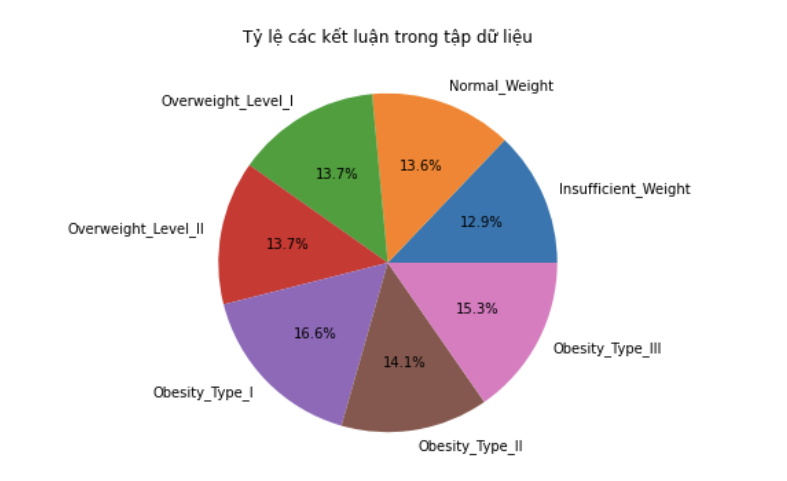 Tỷ lệ các kết luận trong tập dữ liệu
Normal_Weight
Overweight_Level_I
13.7%
13.6%
Insufficient_Weight
12.9%
Overweight_Level_II
13.7%
16.6%
15.3%
Obesity_Type_III
14.1%
Obesity_Type_I
Obesity_Type_II